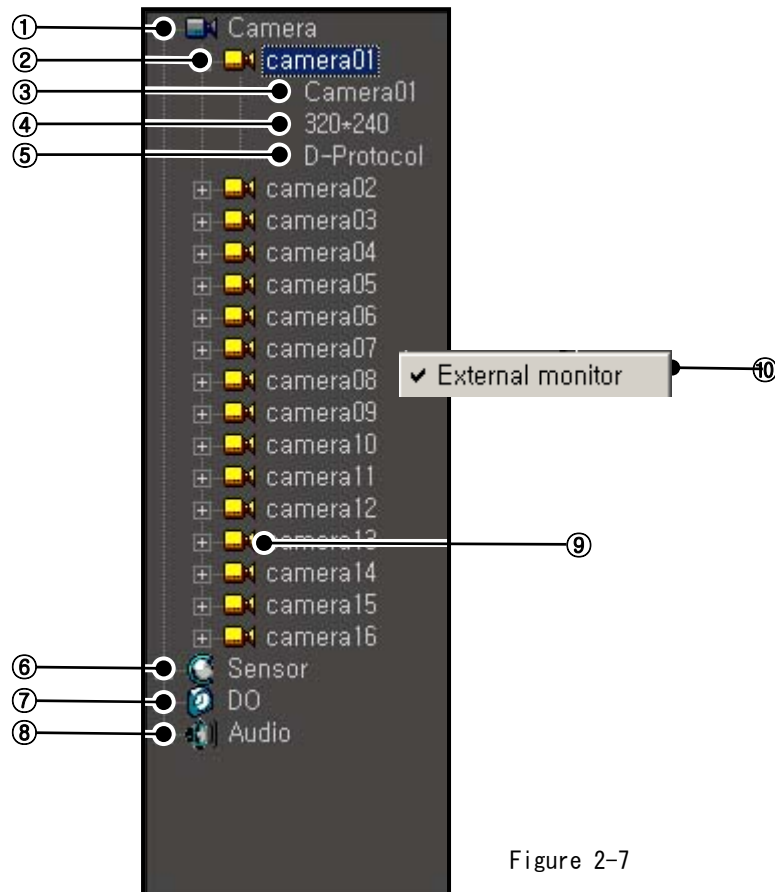 ① Camera
② camera01
③ Camera01
④ 320*240
⑤ D-Protocol
camera02
camera03
camera04
camera05
camera06
camera07
✔ External monitor ⑩
camera08
camera09
camera10
camera11
camera12
camera13 ⑨
camera14
camera15
camera16
⑥ Sensor
⑦ DO
⑧ Audio
Figure 2-7